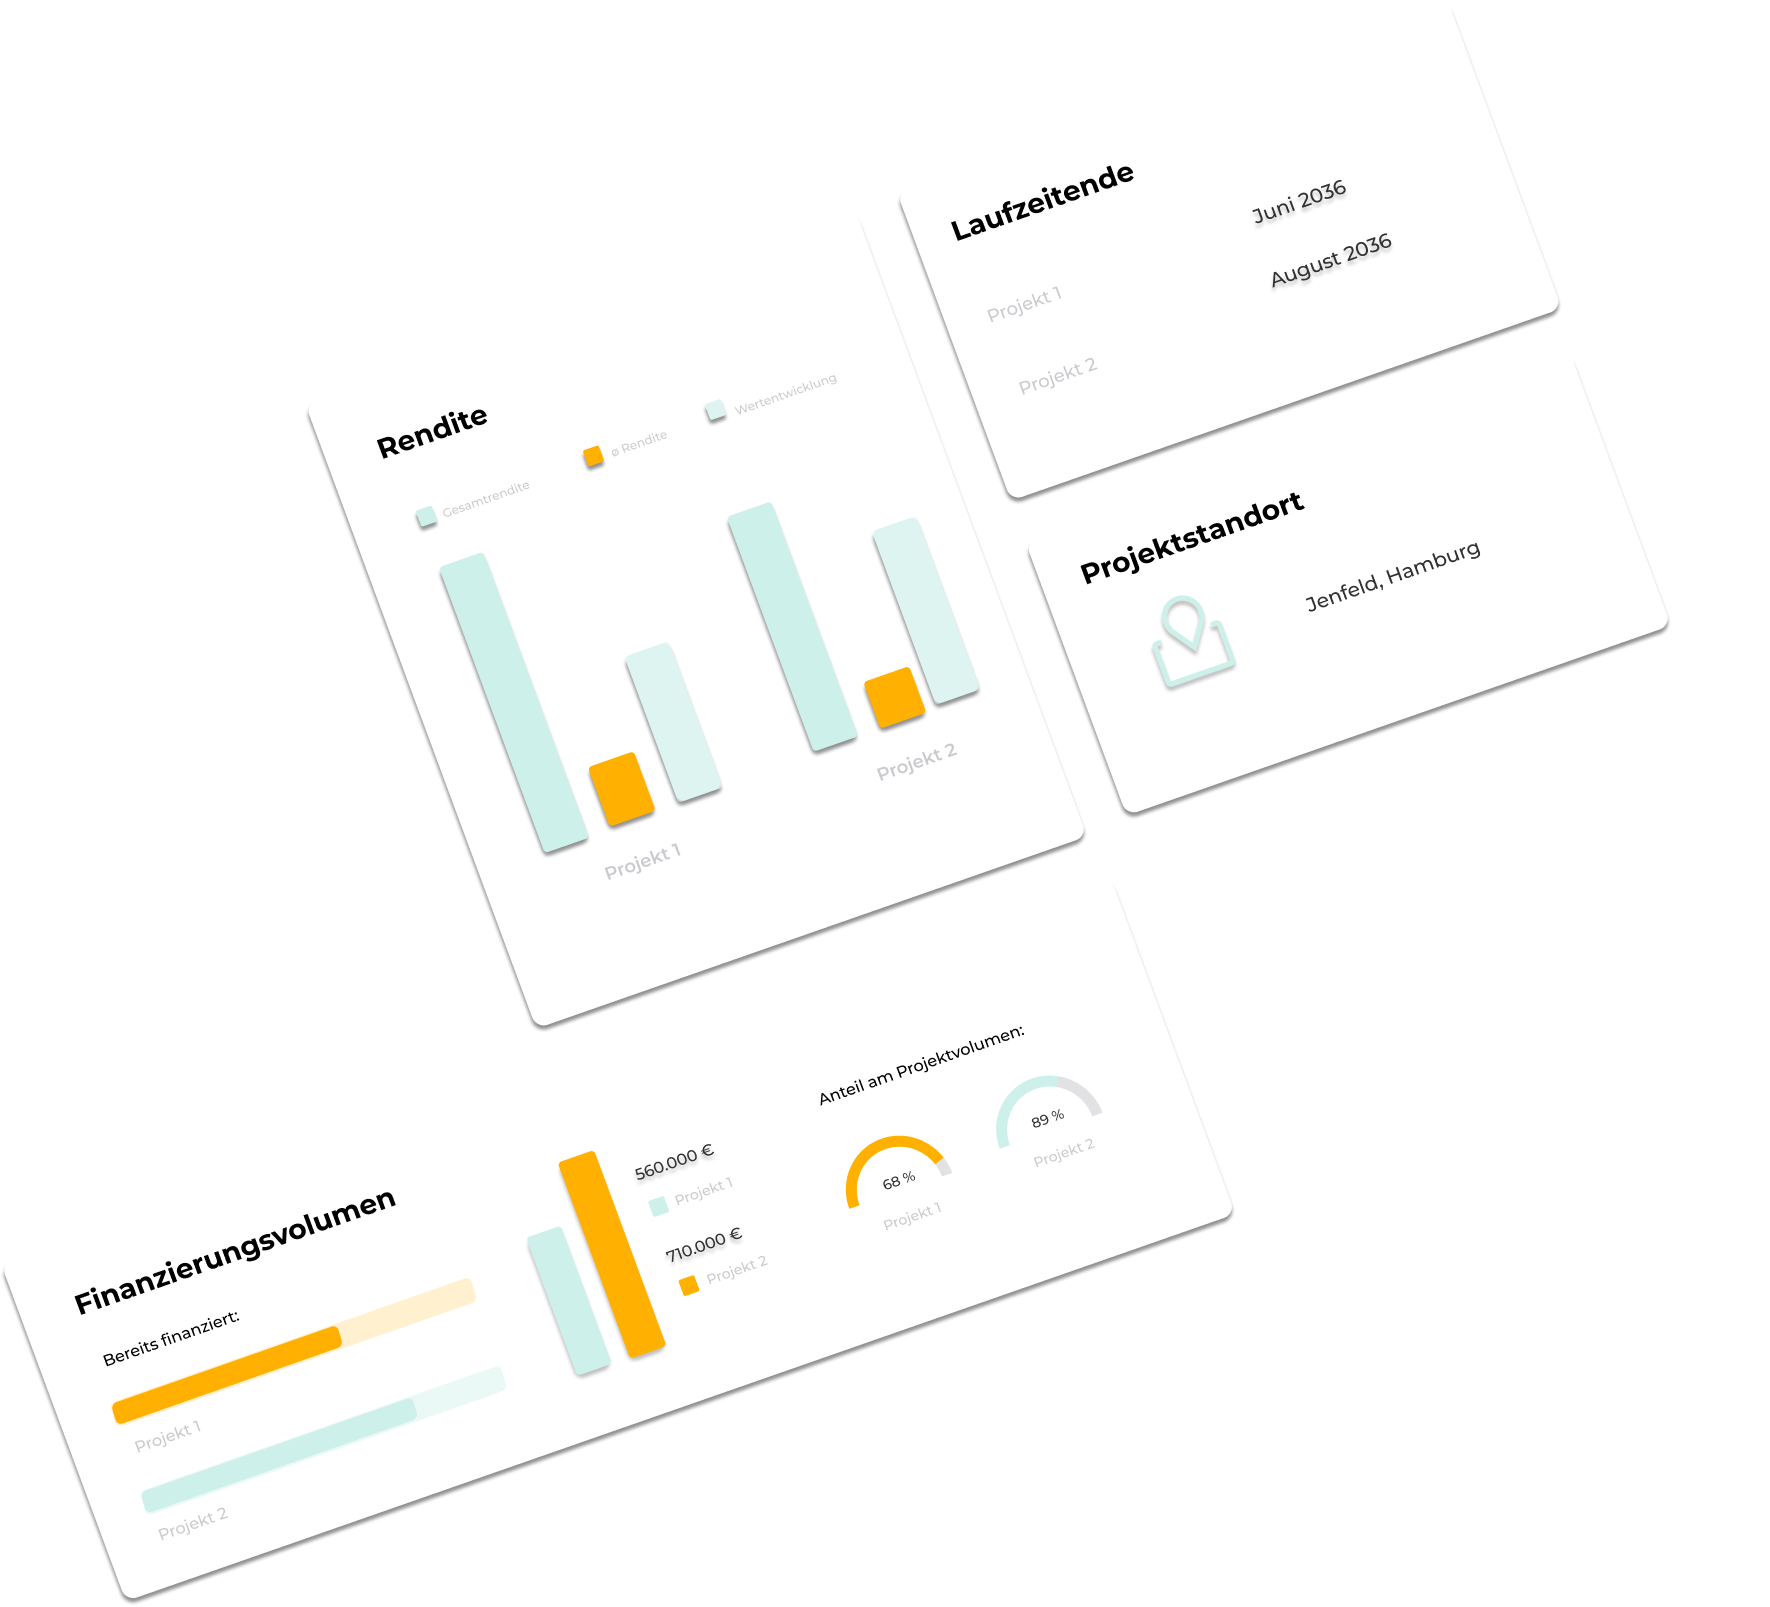 Laufzeitende
Juni 2036
August 2036
Projekt 1
Projekt 2
Rendite
Gesamtrendite
ø Rendite
Wertentwicklung
Projekt 1
Projekt 2
Projektstandort
Jenfeld, Hamburg
Finanzierungsvolumen
Bereits finanziert:
Projekt 1
Projekt 2
560.000 €
Projekt 1
710.000 €
Projekt 2
Anteil am Projektvolumen:
68 %
Projekt 1
89 %
Projekt 2